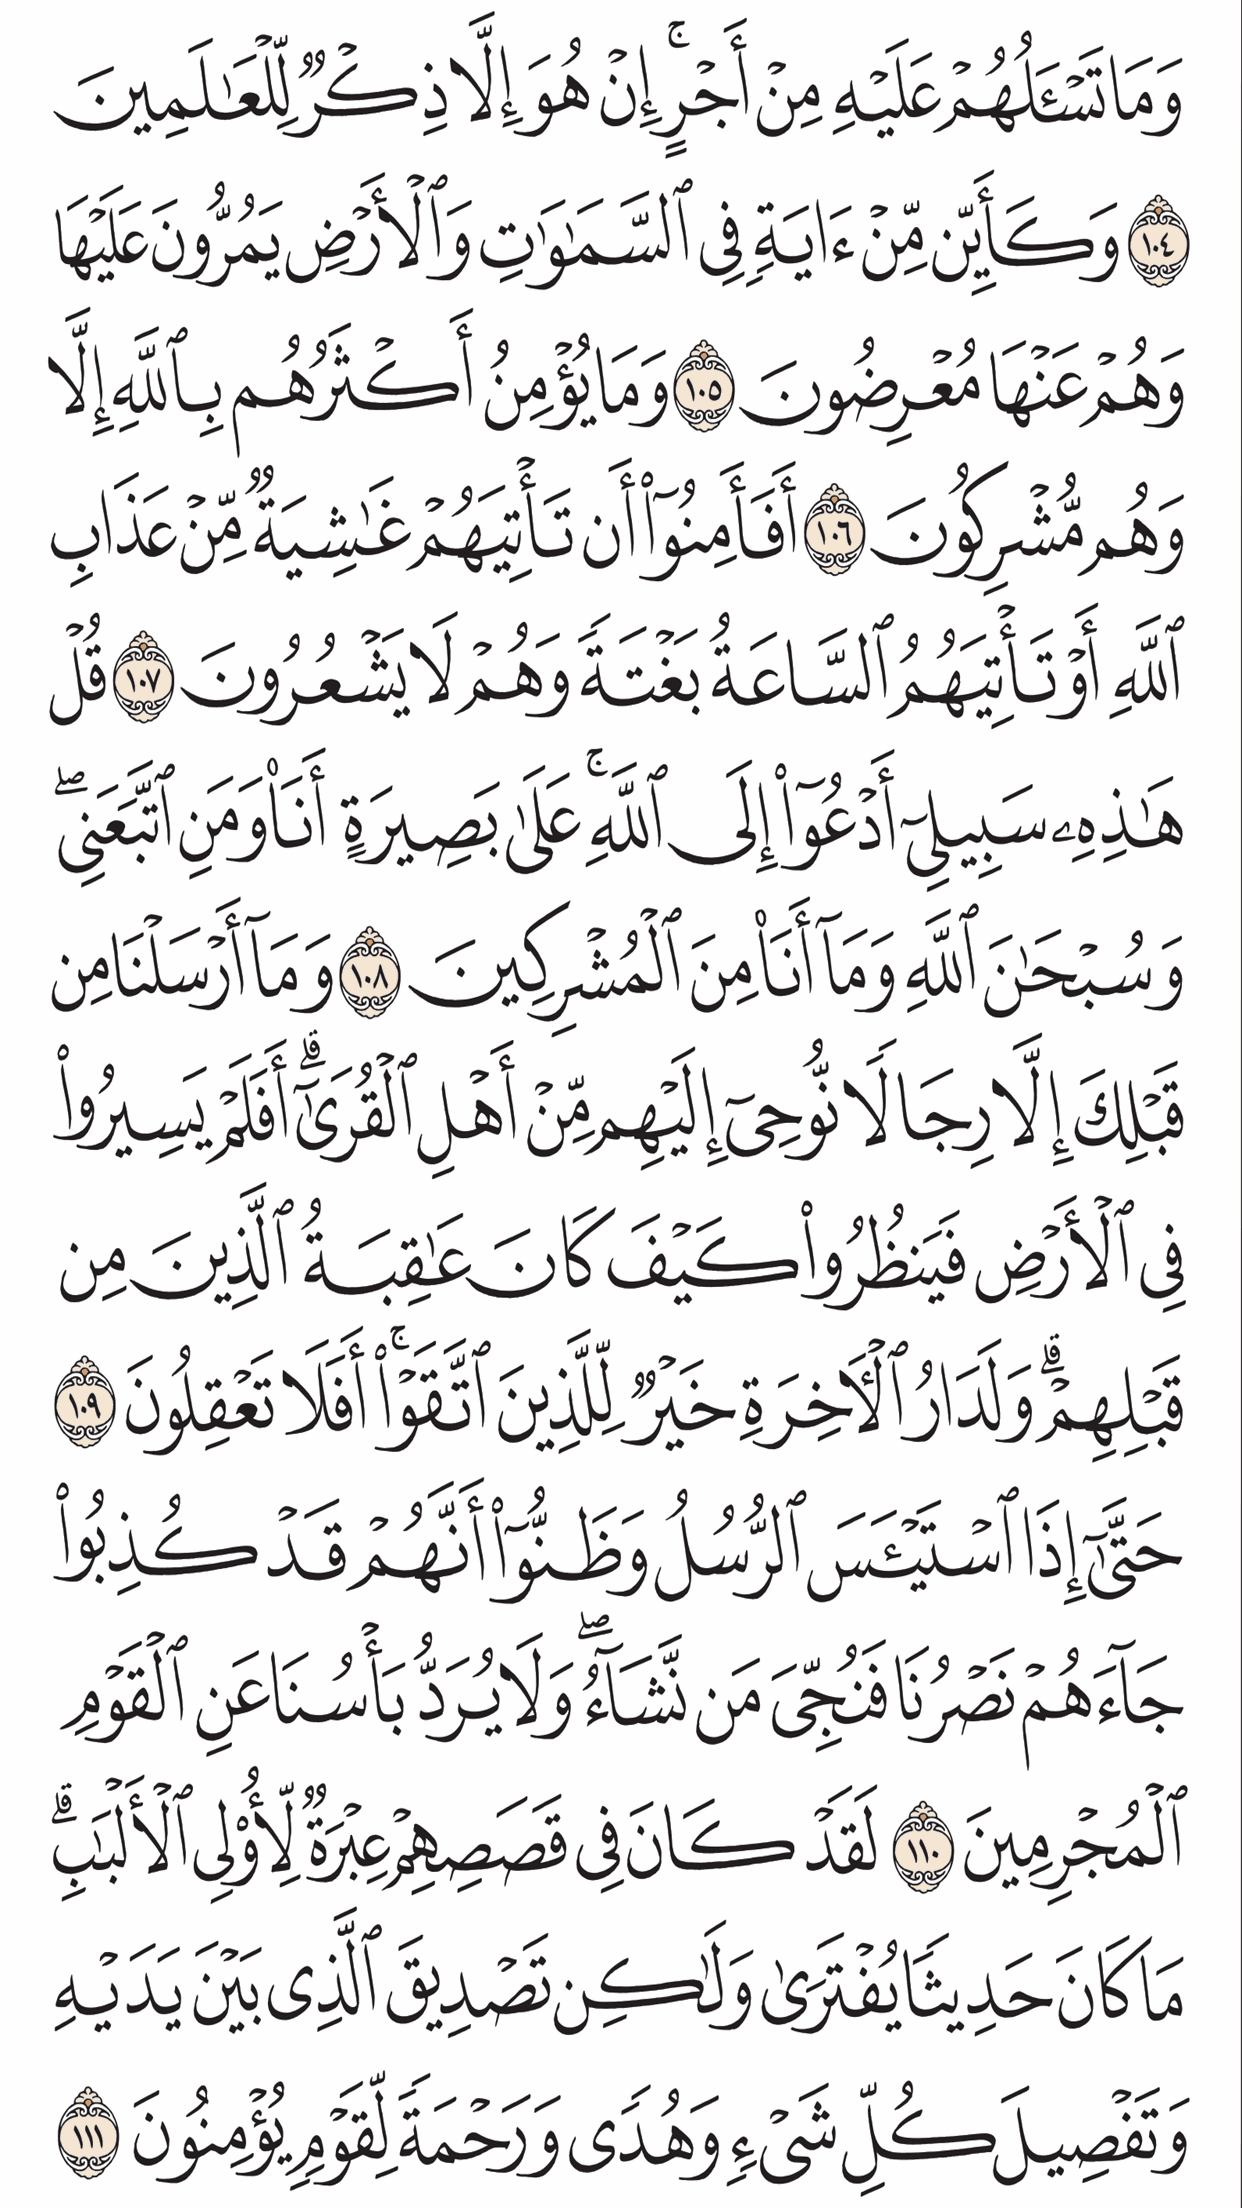 وَمَا تَسْـَٔلُهُمْ عَلَيْهِ مِنْ أَجْرٍ ۚ إِنْ هُوَ إِلَّا ذِكْرٌ لِّلْعَٰلَمِينَ
١٠٤ وَكَأَيِّن مِّنْ ءَايَةٍ فِى ٱلسَّمَٰوَٰتِ وَٱلْأَرْضِ يَمُرُّونَ عَلَيْهَا
وَهُمْ عَنْهَا مُعْرِضُونَ ١٠٥ وَمَا يُؤْمِنُ أَكْثَرُهُم بِٱللَّهِ إِلَّا
وَهُم مُّشْرِكُونَ ١٠٦ أَفَأَمِنُوٓا۟ أَن تَأْتِيَهُمْ غَٰشِيَةٌ مِّنْ عَذَابِ
ٱللَّهِ أَوْ تَأْتِيَهُمُ ٱلسَّاعَةُ بَغْتَةً وَهُمْ لَا يَشْعُرُونَ ١٠٧ قُلْ
هَٰذِهِۦ سَبِيلِىٓ أَدْعُوٓا۟ إِلَى ٱللَّهِ ۚ عَلَىٰ بَصِيرَةٍ أَنَا۠ وَمَنِ ٱتَّبَعَنِى ۖ
وَسُبْحَٰنَ ٱللَّهِ وَمَآ أَنَا۠ مِنَ ٱلْمُشْرِكِينَ ١٠٨ وَمَآ أَرْسَلْنَا مِن
قَبْلِكَ إِلَّا رِجَالًا نُّوحِىٓ إِلَيْهِم مِّنْ أَهْلِ ٱلْقُرَىٰٓ ۗ أَفَلَمْ يَسِيرُوا۟
فِى ٱلْأَرْضِ فَيَنظُرُوا۟ كَيْفَ كَانَ عَٰقِبَةُ ٱلَّذِينَ مِن
قَبْلِهِمْ ۗ وَلَدَارُ ٱلْـَٔاخِرَةِ خَيْرٌ لِّلَّذِينَ ٱتَّقَوْا۟ ۚ أَفَلَا تَعْقِلُونَ ١٠٩
حَتَّىٰٓ إِذَا ٱسْتَيْـَٔسَ ٱلرُّسُلُ وَظَنُّوٓا۟ أَنَّهُمْ قَدْ كُذِبُوا۟
جَآءَهُمْ نَصْرُنَا فَنُجِّىَ مَن نَّشَآءُ ۖ وَلَا يُرَدُّ بَأْسُنَا عَنِ ٱلْقَوْمِ
ٱلْمُجْرِمِينَ ١١٠ لَقَدْ كَانَ فِى قَصَصِهِمْ عِبْرَةٌ لِّأُو۟لِى ٱلْأَلْبَٰبِ ۗ
مَا كَانَ حَدِيثًا يُفْتَرَىٰ وَلَٰكِن تَصْدِيقَ ٱلَّذِى بَيْنَ يَدَيْهِ
وَتَفْصِيلَ كُلِّ شَىْءٍ وَهُدًى وَرَحْمَةً لِّقَوْمٍ يُؤْمِنُونَ ١١١